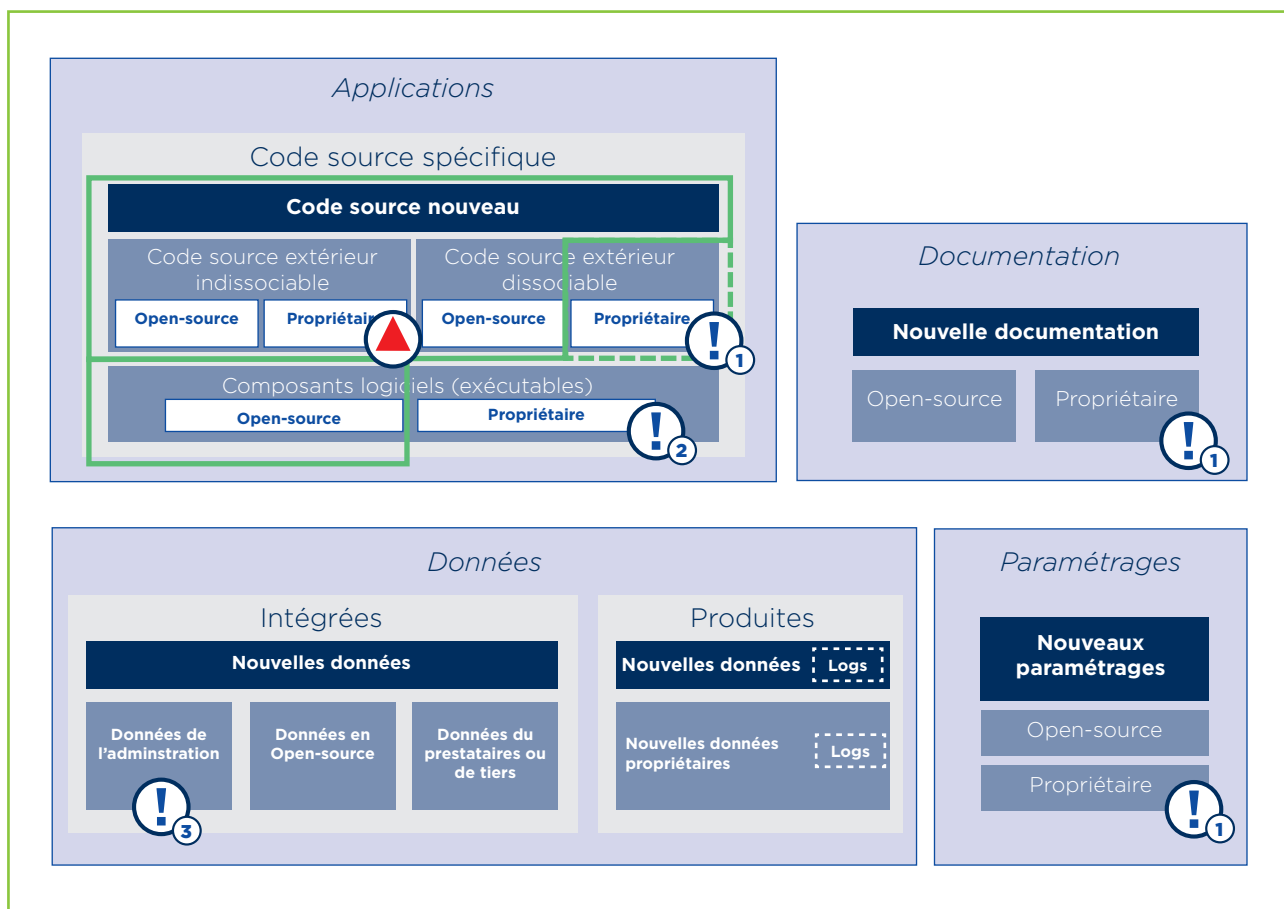 Applications
Code source spécifique
Code source nouveau
Code source extérieur
indissociable
Open-source
Propriétaire
Code source extérieur
dissociable
Open-source
Propriétaire
!
1
Composants logiciels (exécutables)
Open-source
Propriétaire
!
2
Documentation
Nouvelle documentation
Open-source
Propriétaire
!
1
Données
Intégrées
Nouvelles données
Données de
l'adminstration
!
3
Données en
Open-source
Données du
prestataires ou
de tiers
Produites
Nouvelles données
Logs
Nouvelles données
propriétaires
Logs
Paramétrages
Nouveaux
paramétrages
Open-source
Propriétaire
!
1